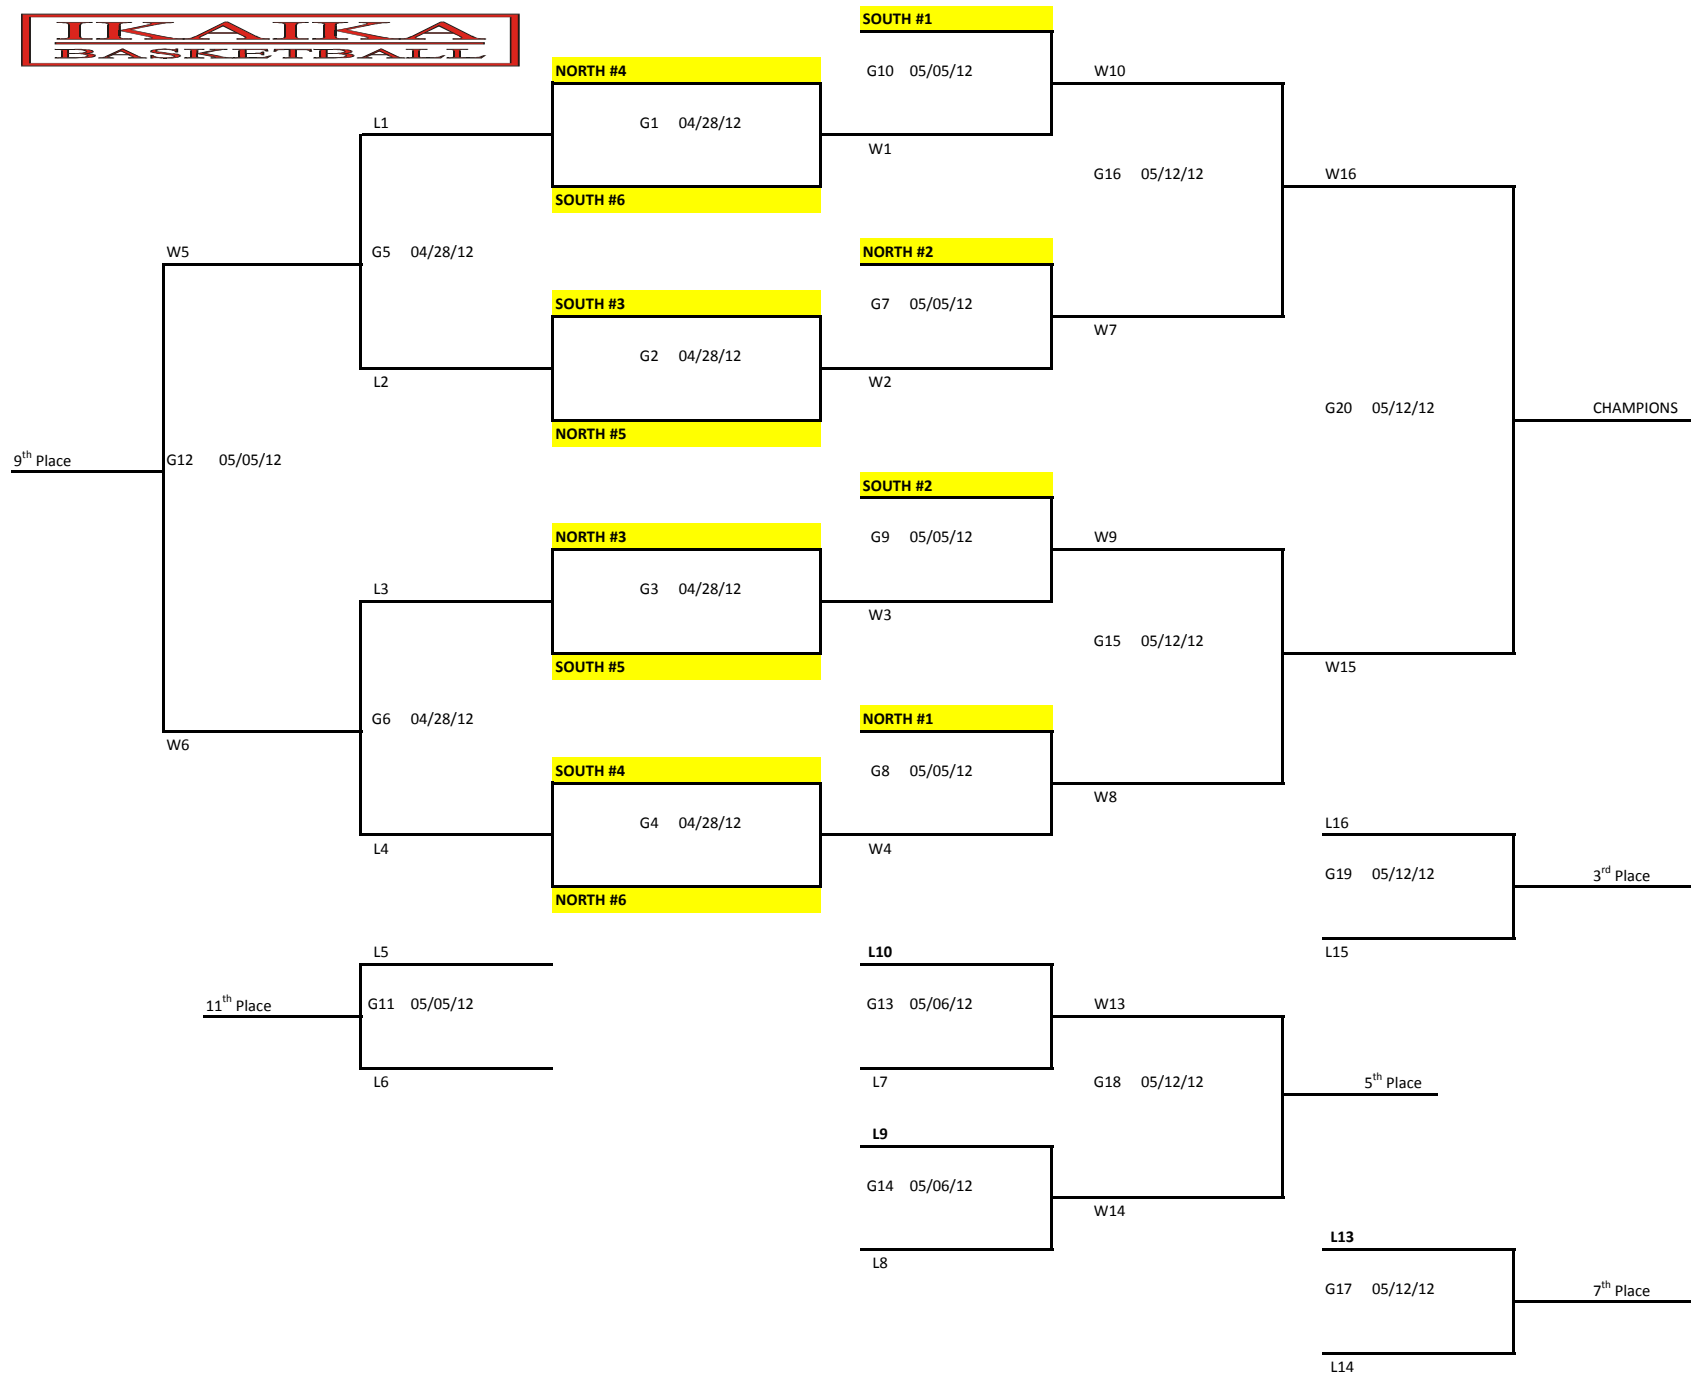 IKAIKA
BASKETBALL
SOUTH #1
NORTH #4
G10 05/05/12
W10
L1
G1 04/28/12
W1
G16 05/12/12
W16
SOUTH #6
W5
G5 04/28/12
NORTH #2
SOUTH #3
G7 05/05/12
W7
G2 04/28/12
L2
W2
G20 05/12/12
CHAMPIONS
NORTH #5
9th Place
G12 05/05/12
SOUTH #2
NORTH #3
G9 05/05/12
W9
L3
G3 04/28/12
W3
G15 05/12/12
SOUTH #5
W15
G6 04/28/12
NORTH #1
W6
SOUTH #4
G8 05/05/12
W8
G4 04/28/12
L16
L4
W4
G19 05/12/12
3rd Place
NORTH #6
L5
L10
L15
11th Place
G11 05/05/12
G13 05/06/12
W13
L6
L7
G18 05/12/12
5th Place
L9
G14 05/06/12
W14
L13
L8
G17 05/12/12
7th Place
L14